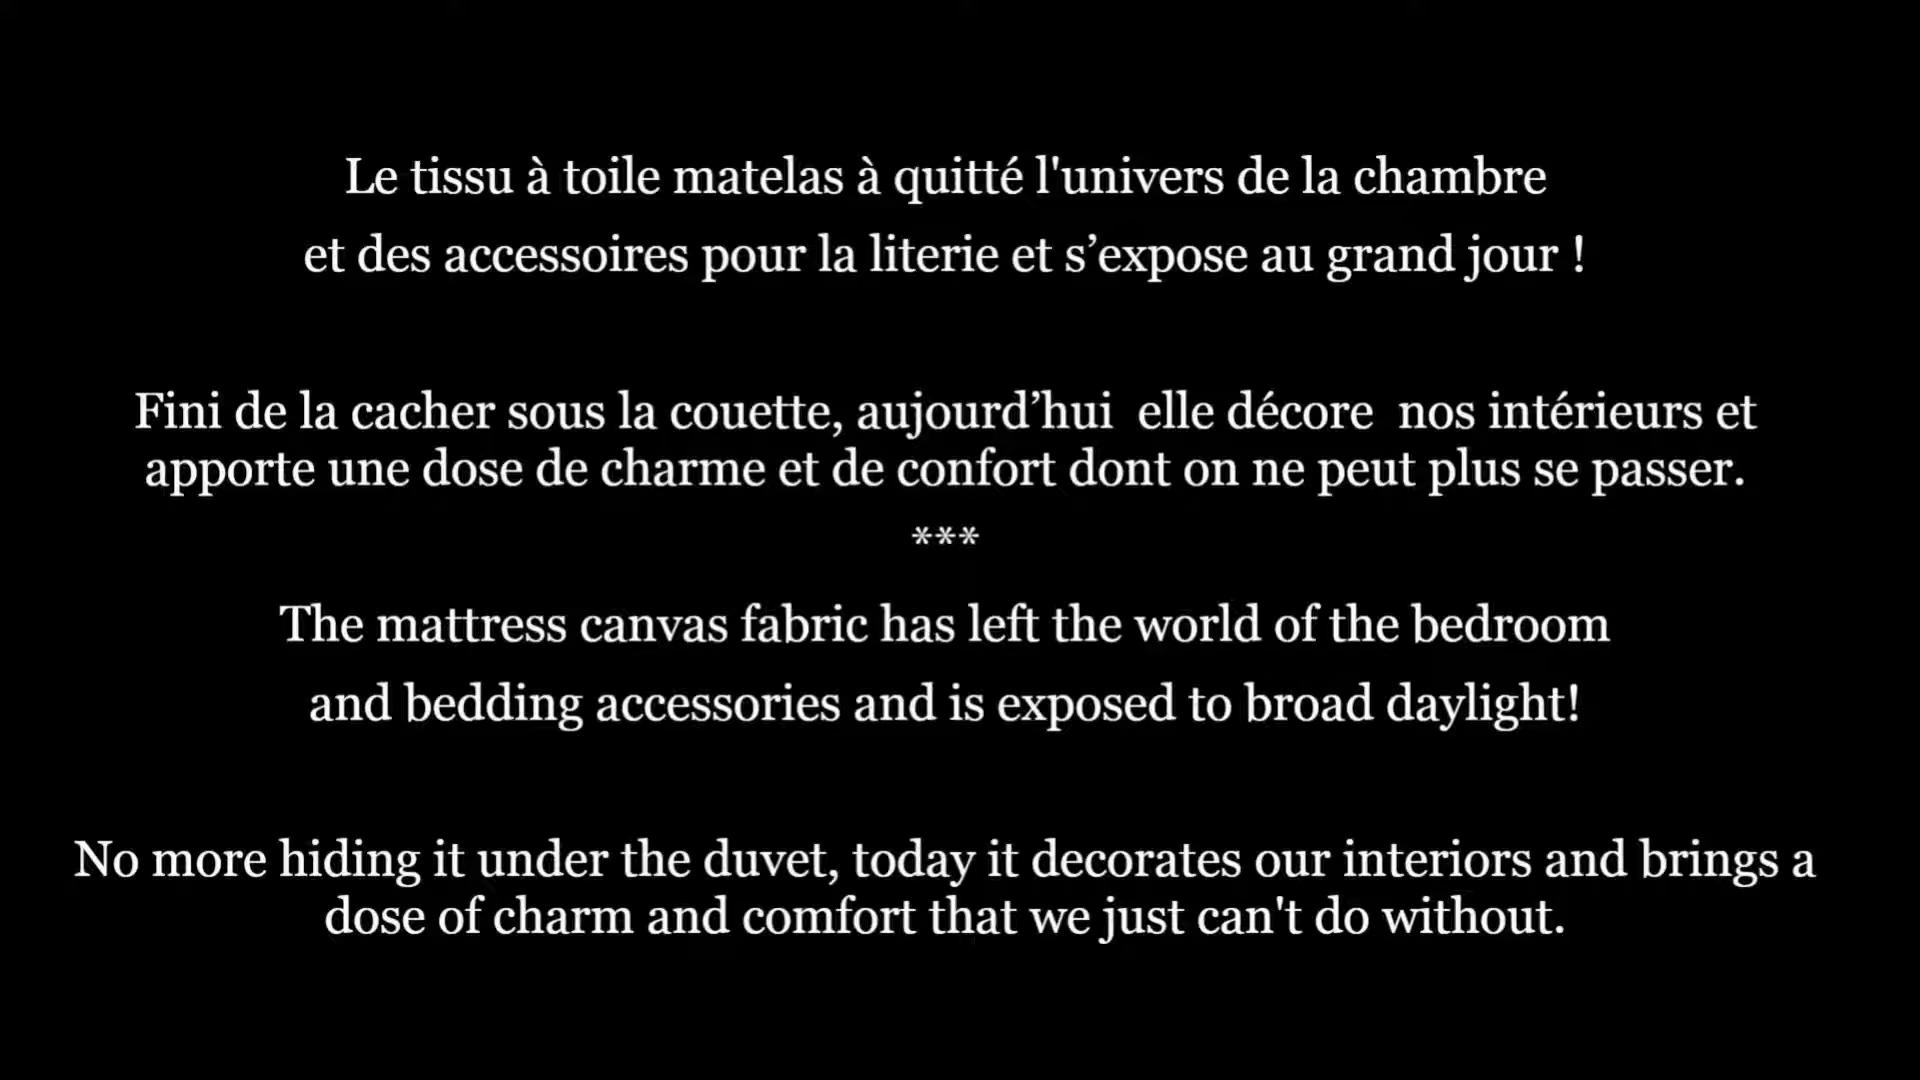 Le tissu à toile matelas à quitté l'univers de la chambre
et des accessoires pour la literie et s’expose au grand jour !
Fini de la cacher sous la couette, aujourd’hui  elle décore  nos intérieurs et
apporte une dose de charme et de confort dont on ne peut plus se passer.
***
The mattress canvas fabric has left the world of the bedroom
and bedding accessories and is exposed to broad daylight!
No more hiding it under the duvet, today it decorates our interiors and brings a
dose of charm and comfort that we just can't do without.